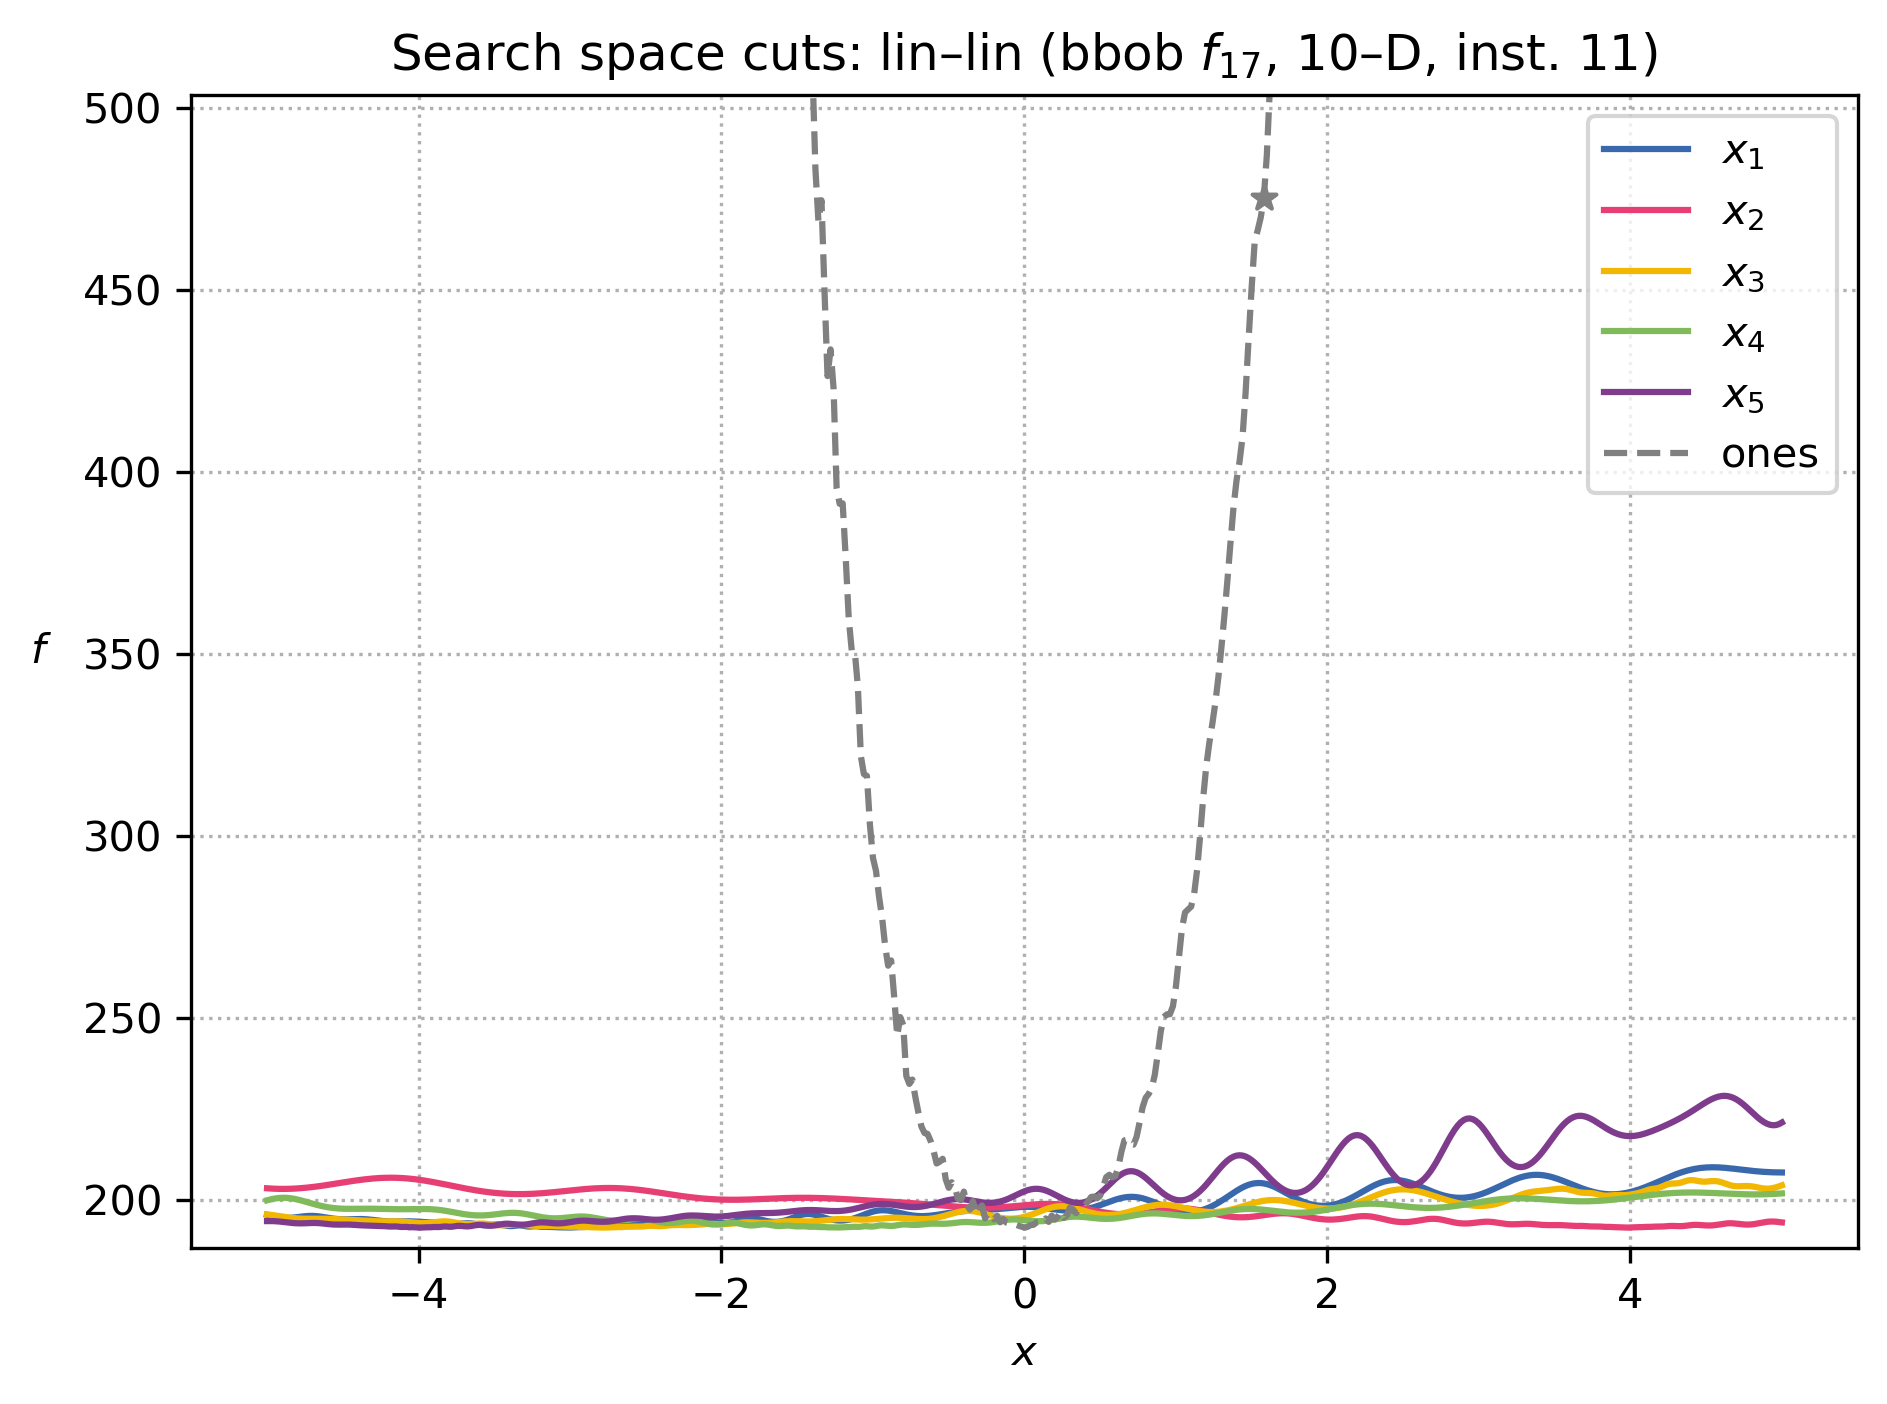 Search space cuts: lin–lin (bbob f₁₇, 10–D, inst. 11)
500
450
400
350
300
250
200
f
−4
−2
0
2
4
x
x₁
x₂
x₃
x₄
x₅
ones